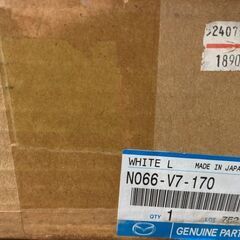 2407
1890
WHITE L
MADE IN JAPAN
N066-V7-170
QTY
1
GENUINE PARTS